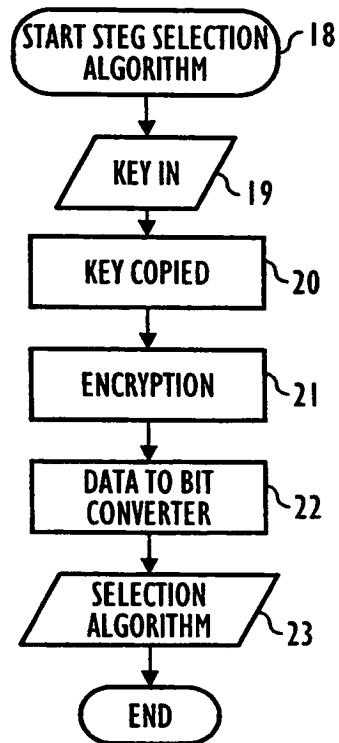 START STEG SELECTION
ALGORITHM
18
KEY IN
19
KEY COPIED
20
ENCRYPTION
21
DATA TO BIT
CONVERTER
22
SELECTION
ALGORITHM
23
END